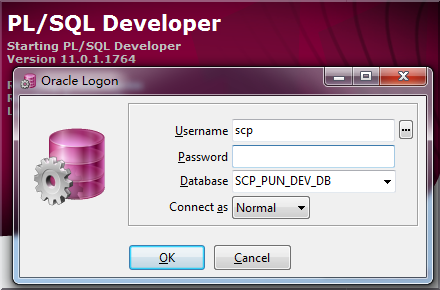 PL/SQL Developer
Starting PL/SQL Developer
Version 11.0.1.1764
Oracle Logon
Username scp ...
Password
Database SCP_PUN_DEV_DB
Connect as Normal
OK Cancel